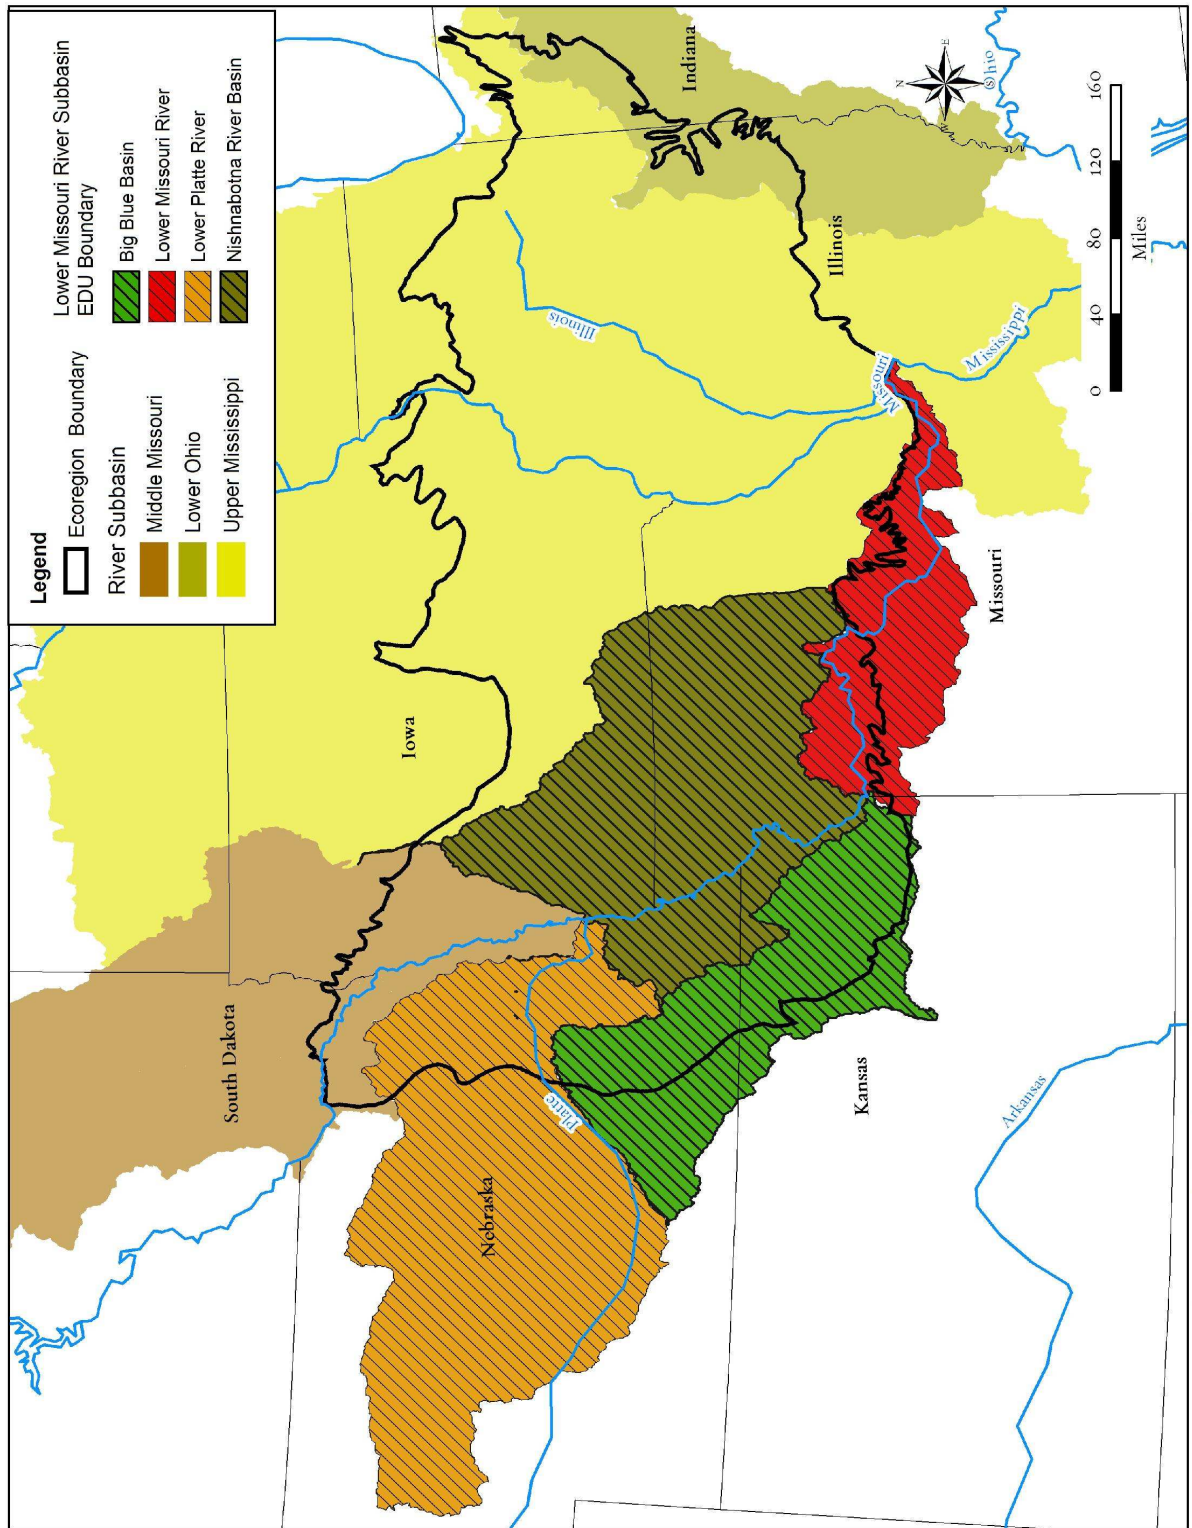 Legend
Ecoregion Boundary
River Subbasin
Middle Missouri
Lower Ohio
Upper Mississippi
Lower Missouri River Subbasin
EDU Boundary
Big Blue Basin
Lower Missouri River
Lower Platte River
Nishnabotna River Basin
South Dakota
Iowa
Nebraska
Kansas
Missouri
Illinois
Indiana
Platte
Arkansas
Illinois
Missouri
Mississippi
Ohio
N
E
S
W
0 40 80 120 160
Miles